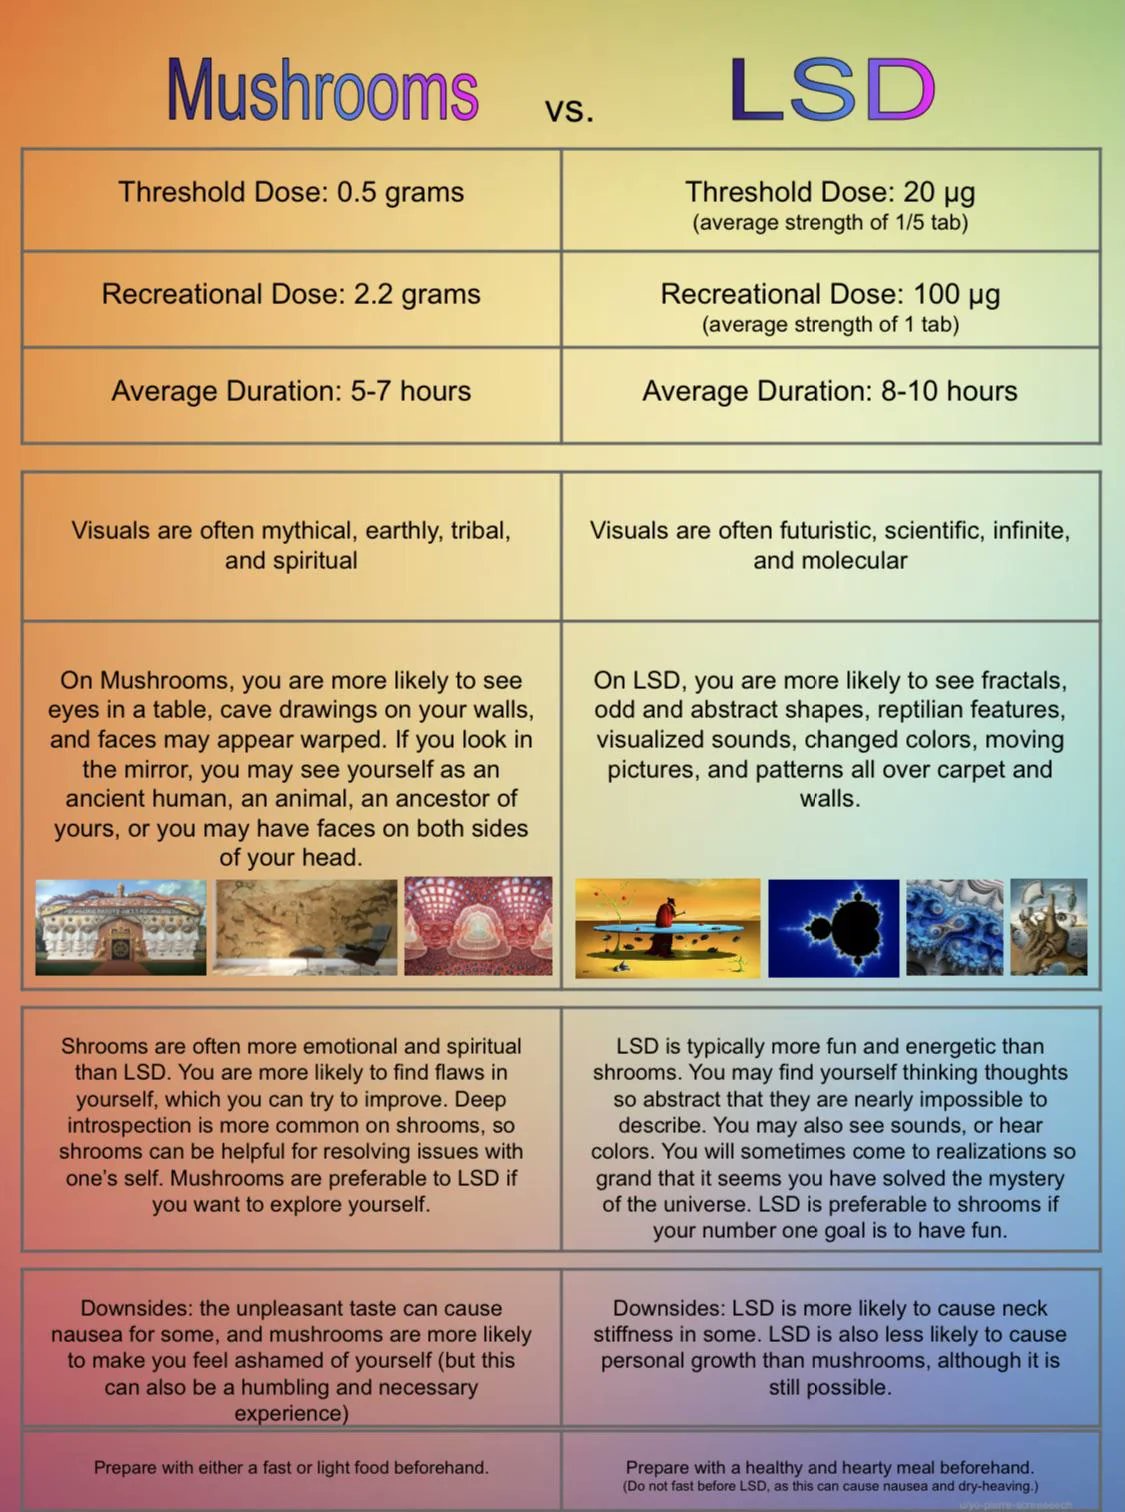 Mushrooms vs. LSD
Threshold Dose: 0.5 grams
Threshold Dose: 20 µg
(average strength of 1/5 tab)
Recreational Dose: 2.2 grams
Recreational Dose: 100 µg
(average strength of 1 tab)
Average Duration: 5-7 hours
Average Duration: 8-10 hours
Visuals are often mythical, earthly, tribal,
and spiritual
Visuals are often futuristic, scientific, infinite,
and molecular
On Mushrooms, you are more likely to see
eyes in a table, cave drawings on your walls,
and faces may appear warped. If you look in
the mirror, you may see yourself as an
ancient human, an animal, an ancestor of
yours, or you may have faces on both sides
of your head.
On LSD, you are more likely to see fractals,
odd and abstract shapes, reptilian features,
visualized sounds, changed colors, moving
pictures, and patterns all over carpet and
walls.
Shrooms are often more emotional and spiritual
than LSD. You are more likely to find flaws in
yourself, which you can try to improve. Deep
introspection is more common on shrooms, so
shrooms can be helpful for resolving issues with
one's self. Mushrooms are preferable to LSD if
you want to explore yourself.
LSD is typically more fun and energetic than
shrooms. You may find yourself thinking thoughts
so abstract that they are nearly impossible to
describe. You may also see sounds, or hear
colors. You will sometimes come to realizations so
grand that it seems you have solved the mystery
of the universe. LSD is preferable to shrooms if
your number one goal is to have fun.
Downsides: the unpleasant taste can cause
nausea for some, and mushrooms are more likely
to make you feel ashamed of yourself (but this
can also be a humbling and necessary
experience)
Downsides: LSD is more likely to cause neck
stiffness in some. LSD is also less likely to cause
personal growth than mushrooms, although it is
still possible.
Prepare with either a fast or light food beforehand.
Prepare with a healthy and hearty meal beforehand.
(Do not fast before LSD, as this can cause nausea and dry-heaving.)